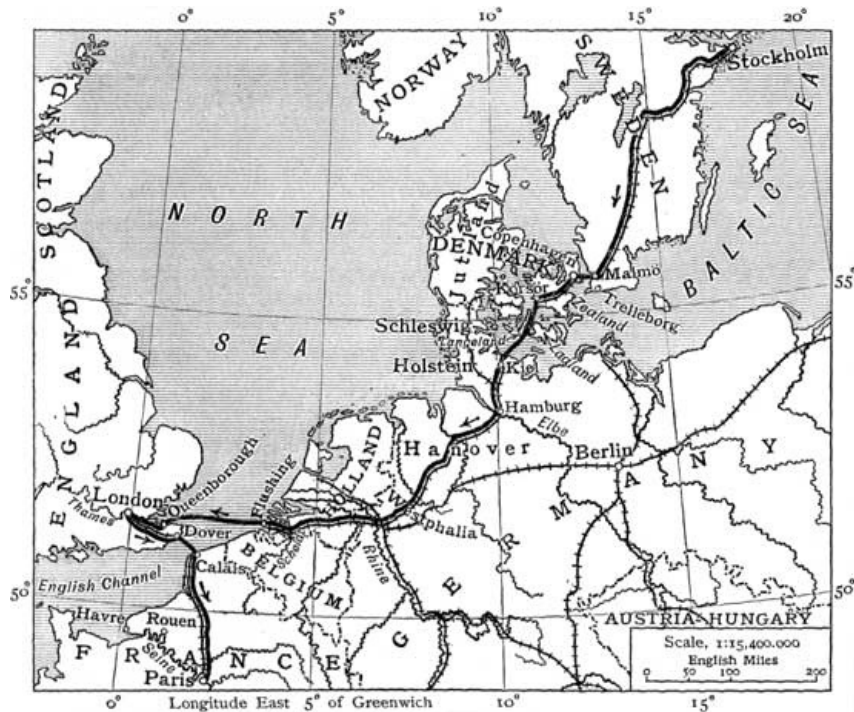 0° 5° 10° 15° 20°
SCOTLAND
NORWAY
SWEDEN
Stockholm
BALTIC SEA
NORTH
SEA
Jutland
Copenhagen
DENMARK
Malmö
Korsör
Trelleborg
Zealand
55° 55°
Schleswig
Langeland
Laaland
Holstein
Kiel
ENGLAND
Hamburg
Elbe
HOLLAND
Hanover
Berlin
GERMANY
London
Queenborough
Flushing
Thames
Dover
Westphalia
Rhine
BELGIUM
Calais
English Channel
50° 50°
Havre
Rouen
Seine
FRANCE
Paris
AUSTRIA-HUNGARY
Scale, 1:15,400.000
English Miles
0 50 100 200
0° 5° 10° 15°
Longitude East of Greenwich